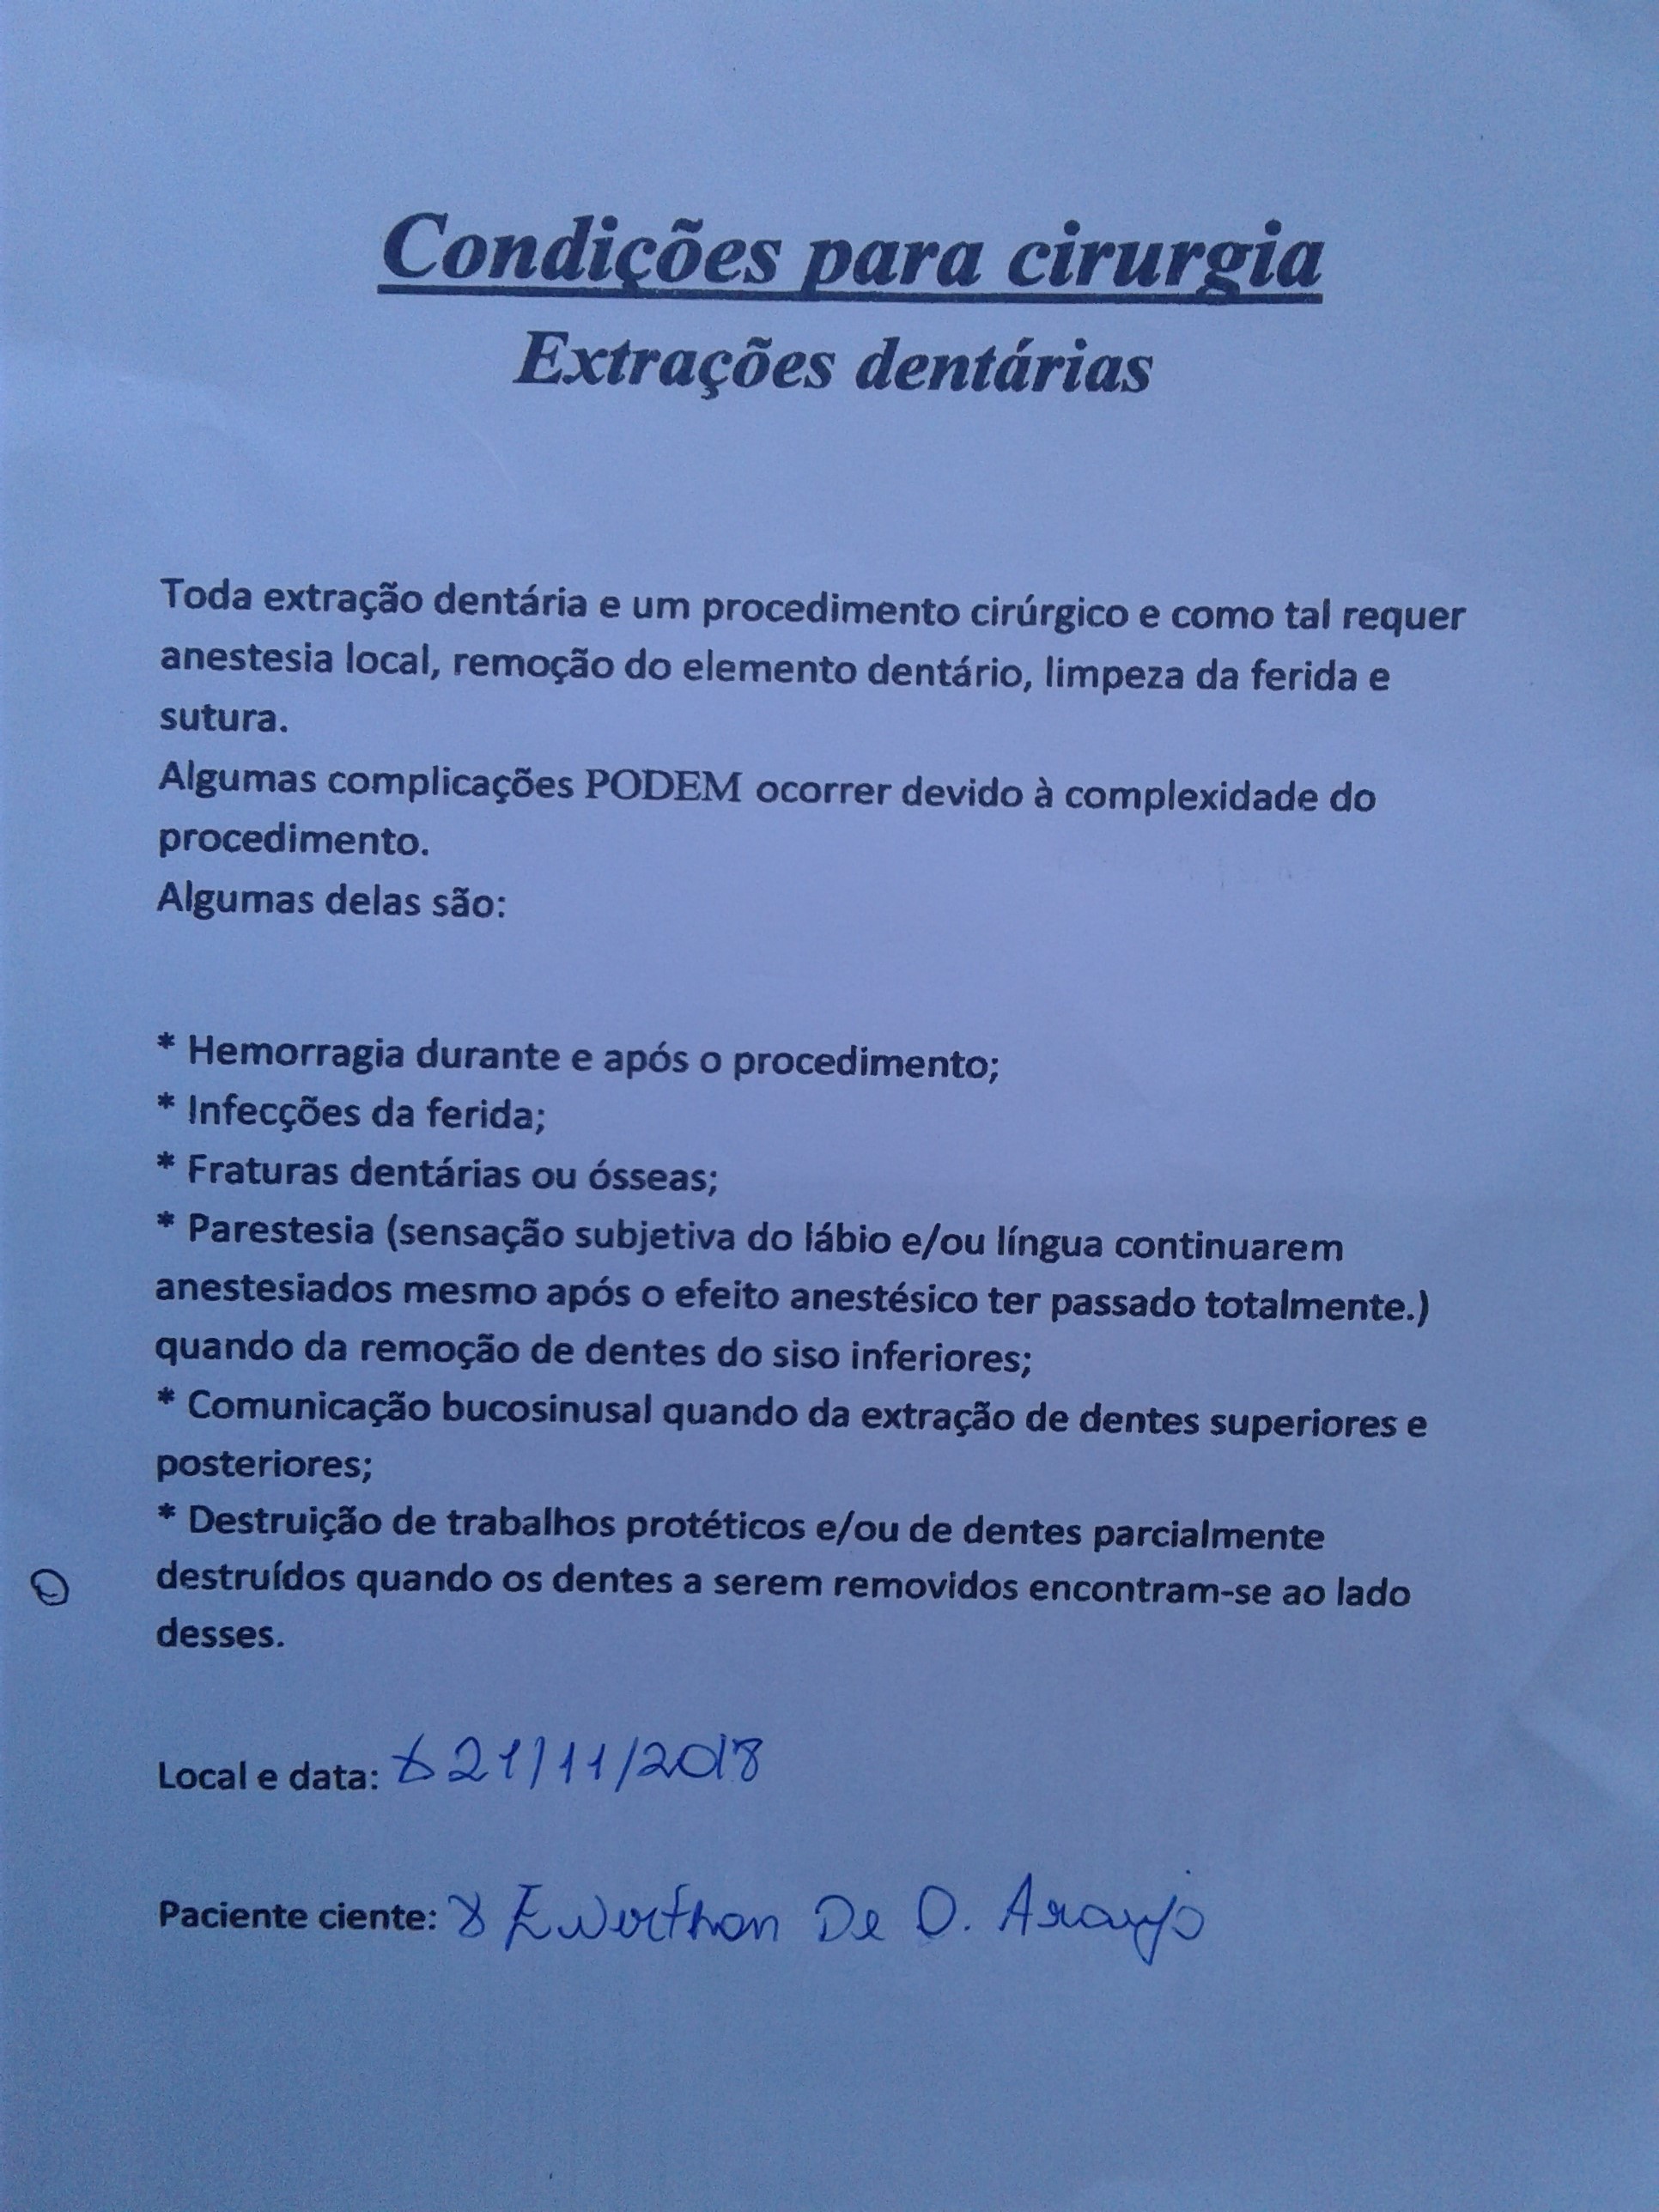 Condições para cirurgia
Extrações dentárias
Toda extração dentária e um procedimento cirúrgico e como tal requer
anestesia local, remoção do elemento dentário, limpeza da ferida e
sutura.
Algumas complicações PODEM ocorrer devido à complexidade do
procedimento.
Algumas delas são:
* Hemorragia durante e após o procedimento;
* Infecções da ferida;
* Fraturas dentárias ou ósseas;
* Parestesia (sensação subjetiva do lábio e/ou língua continuarem
anestesiados mesmo após o efeito anestésico ter passado totalmente.)
quando da remoção de dentes do siso inferiores;
* Comunicação bucosinusal quando da extração de dentes superiores e
posteriores;
* Destruição de trabalhos protéticos e/ou de dentes parcialmente
destruídos quando os dentes a serem removidos encontram-se ao lado
desses.
Local e data: x 21/11/2018
Paciente ciente: x Ewerthon De O. Araujo